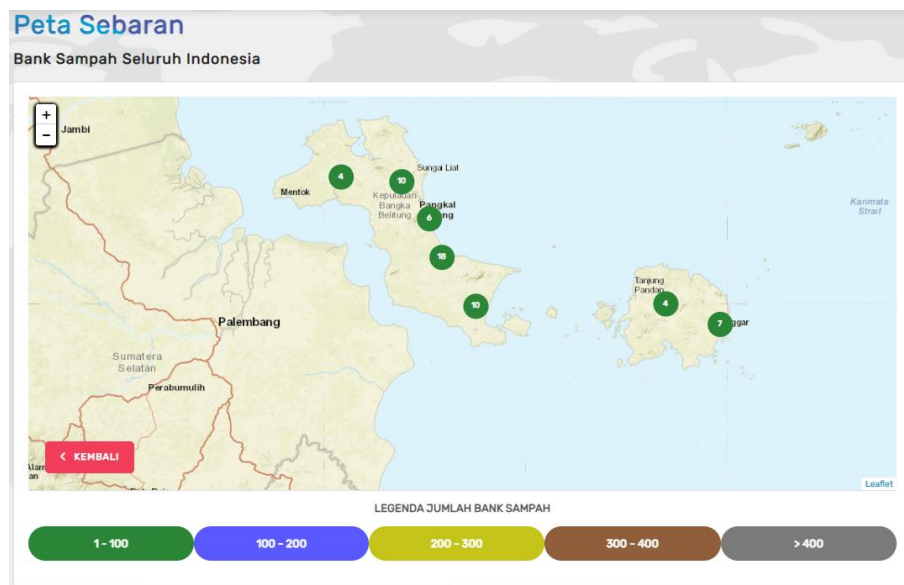 Peta Sebaran
Bank Sampah Seluruh Indonesia
+
-
Jambi
Sungai Liat
4
10
Mentok
Kepulauan
Bangka
Belitung
Pangkal
6
ng
Karimata
Strait
18
Tanjung
Pandan
10
4
7
ggar
Palembang
Sumatera
Selatan
Perabumulih
< KEMBALI
Leaflet
LEGENDA JUMLAH BANK SAMPAH
1 - 100
100 - 200
200 - 300
300 - 400
> 400